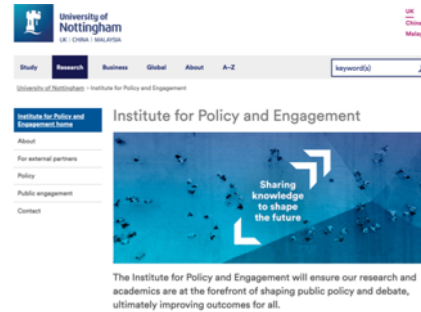 University of
Nottingham
UK | CHINA | MALAYSIA
UK
China
Malay
Study Research Business Global About A-Z
keyword(s)
University of Nottingham > Institute for Policy and Engagement
Institute for Policy and
Engagement home
About
For external partners
Policy
Public engagement
Contact
Institute for Policy and Engagement
Sharing
knowledge
to shape
the future
The Institute for Policy and Engagement will ensure our research and
academics are at the forefront of shaping public policy and debate,
ultimately improving outcomes for all.